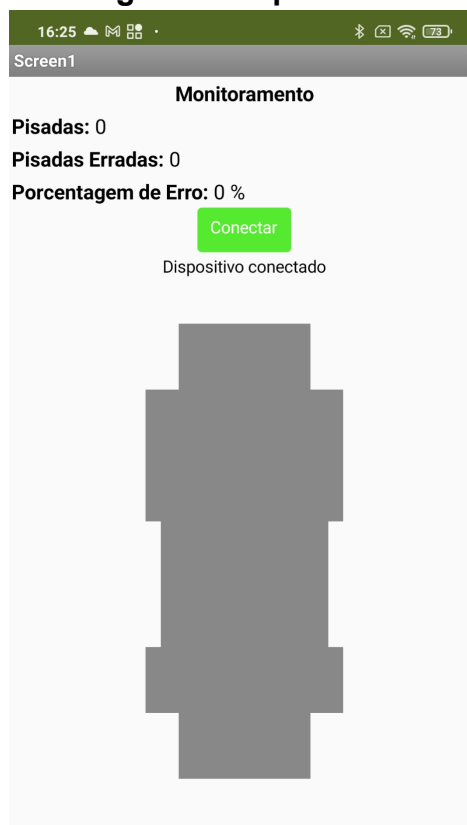 16:25
73
Screen1
Monitoramento
Pisadas: 0
Pisadas Erradas: 0
Porcentagem de Erro: 0 %
Conectar
Dispositivo conectado